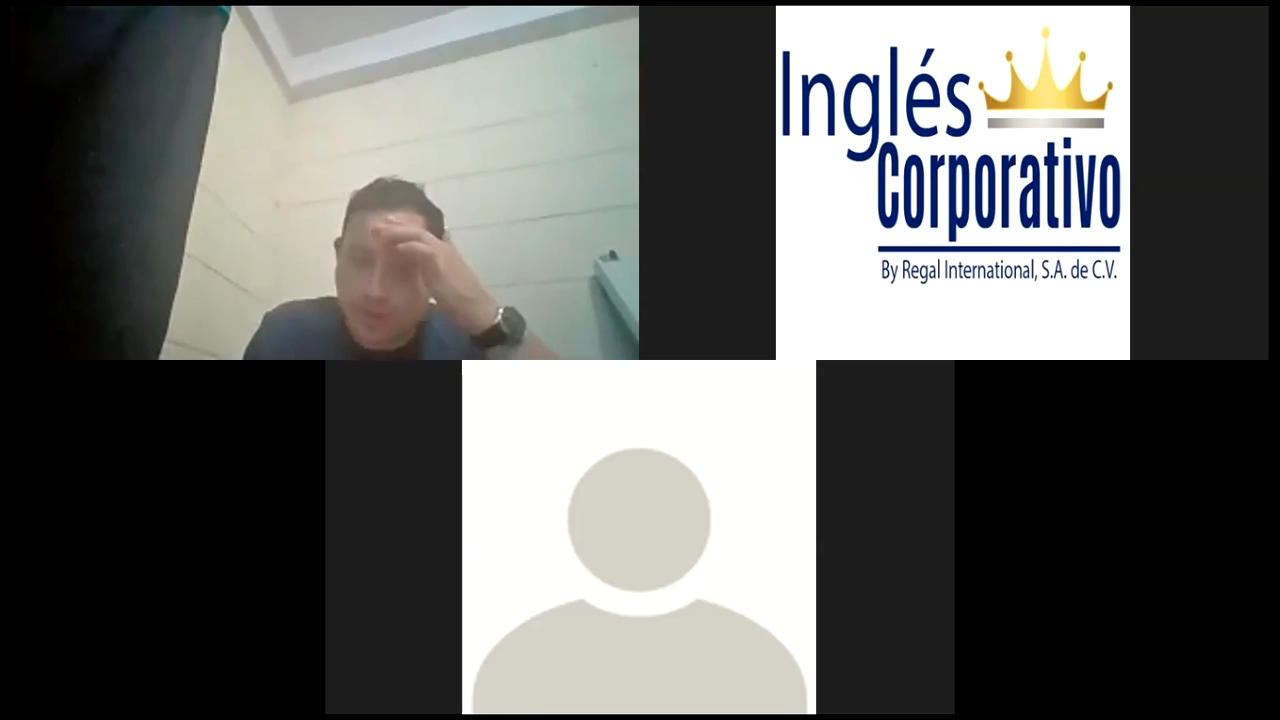 Inglés
Corporativo
By Regal International, S.A. de C.V.